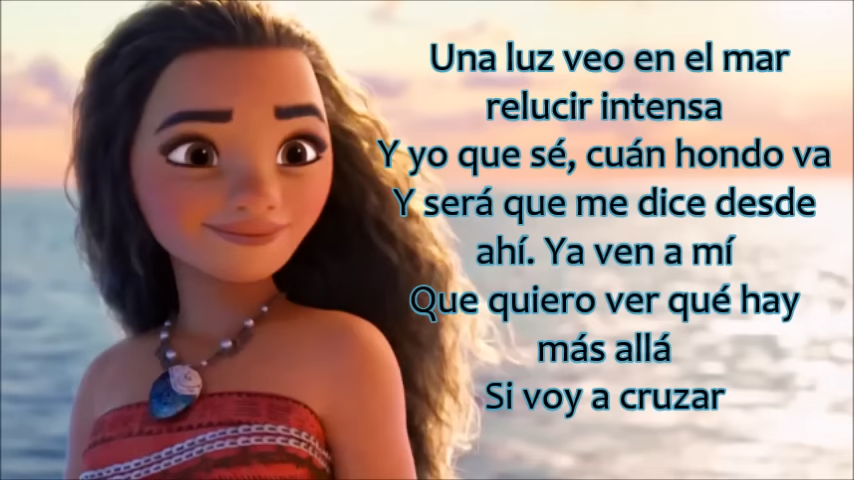 Una luz veo en el mar
relucir intensa
Y yo que sé, cuán hondo va
Y será que me dice desde
ahí. Ya ven a mí
Que quiero ver qué hay
más allá
Si voy a cruzar